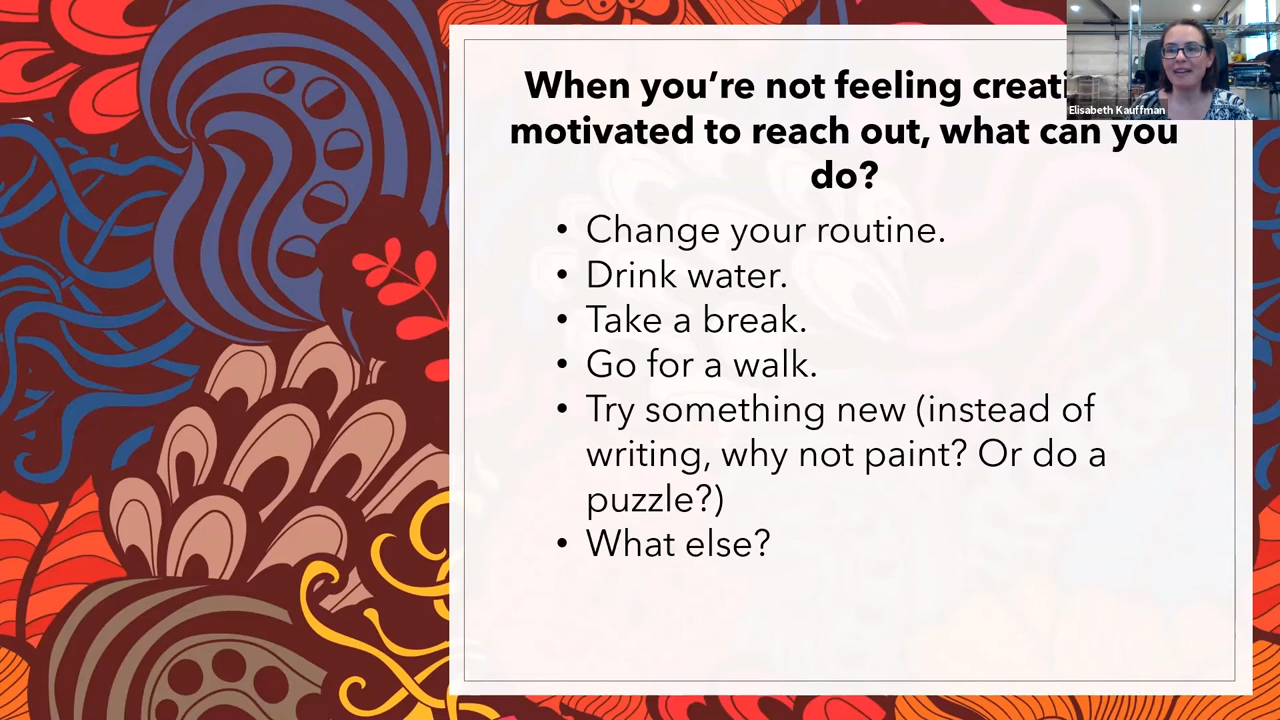 When you’re not feeling creati
motivated to reach out, what can you
do?
Elisabeth Kauffman
• Change your routine.
• Drink water.
• Take a break.
• Go for a walk.
• Try something new (instead of
writing, why not paint? Or do a
puzzle?)
• What else?